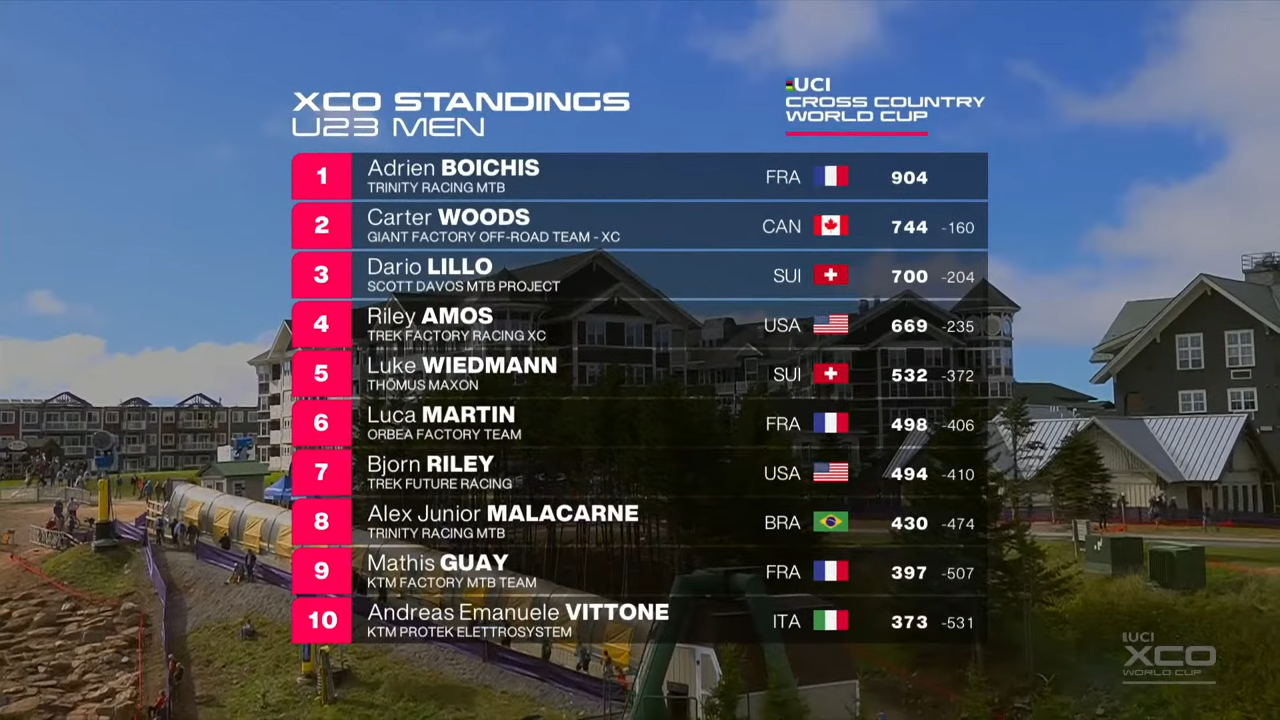 XCO STANDINGS
U23 MEN
UCI
CROSS COUNTRY
WORLD CUP
1 Adrien BOICHIS FRA 904
TRINITY RACING MTB
2 Carter WOODS CAN 744 -160
GIANT FACTORY OFF-ROAD TEAM - XC
3 Dario LILLO SUI 700 -204
SCOTT DAVOS MTB PROJECT
4 Riley AMOS USA 669 -235
TREK FACTORY RACING XC
5 Luke WIEDMANN SUI 532 -372
THÖMUS MAXON
6 Luca MARTIN FRA 498 -406
ORBEA FACTORY TEAM
7 Bjorn RILEY USA 494 -410
TREK FUTURE RACING
8 Alex Junior MALACARNE BRA 430 -474
TRINITY RACING MTB
9 Mathis GUAY FRA 397 -507
KTM FACTORY MTB TEAM
10 Andreas Emanuele VITTONE ITA 373 -531
KTM PROTEK ELETTROSYSTEM
UCI
XCO
WORLD CUP